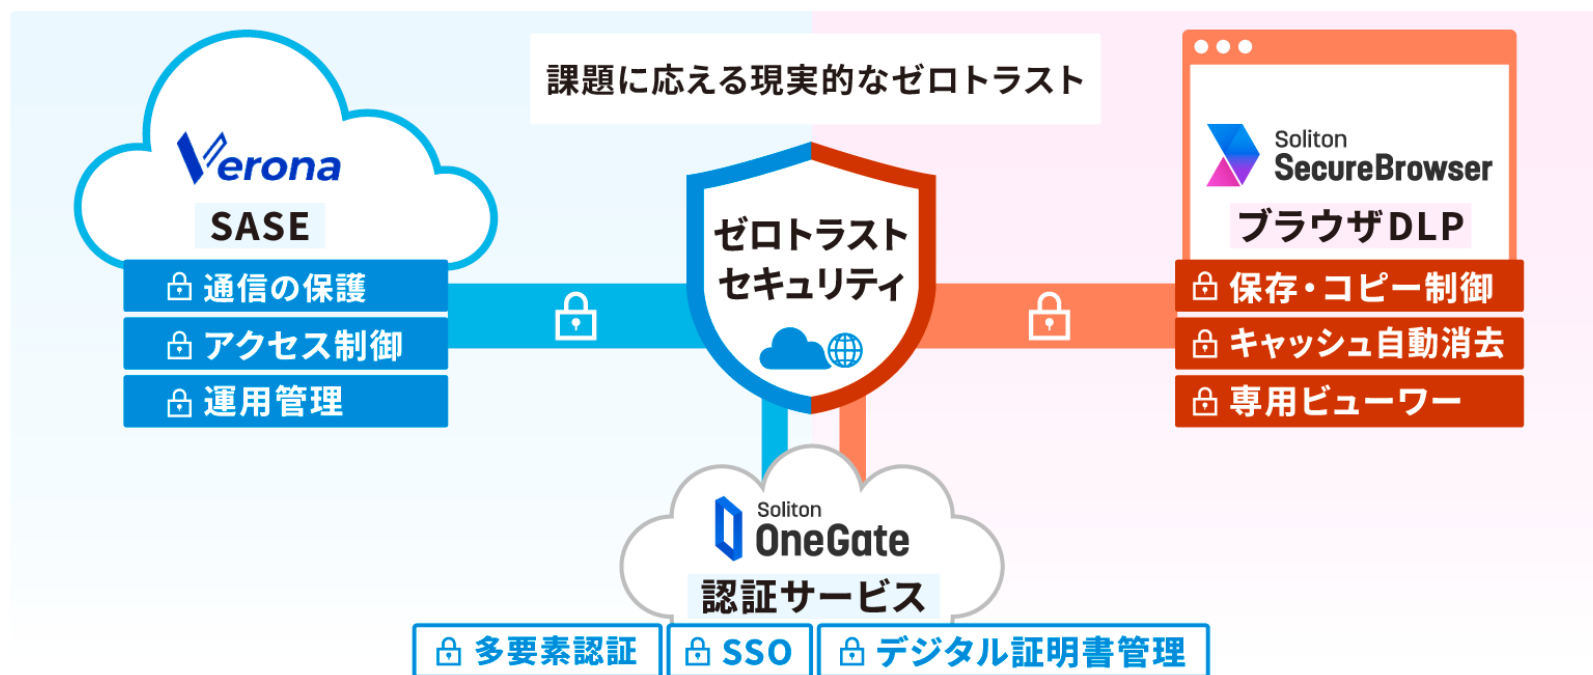 課題に応える現実的なゼロトラスト
Verona
SASE
通信の保護
アクセス制御
運用管理
ゼロトラスト
セキュリティ
Soliton
SecureBrowser
ブラウザDLP
保存・コピー制御
キャッシュ自動消去
専用ビューワー
Soliton
OneGate
認証サービス
多要素認証
SSO
デジタル証明書管理